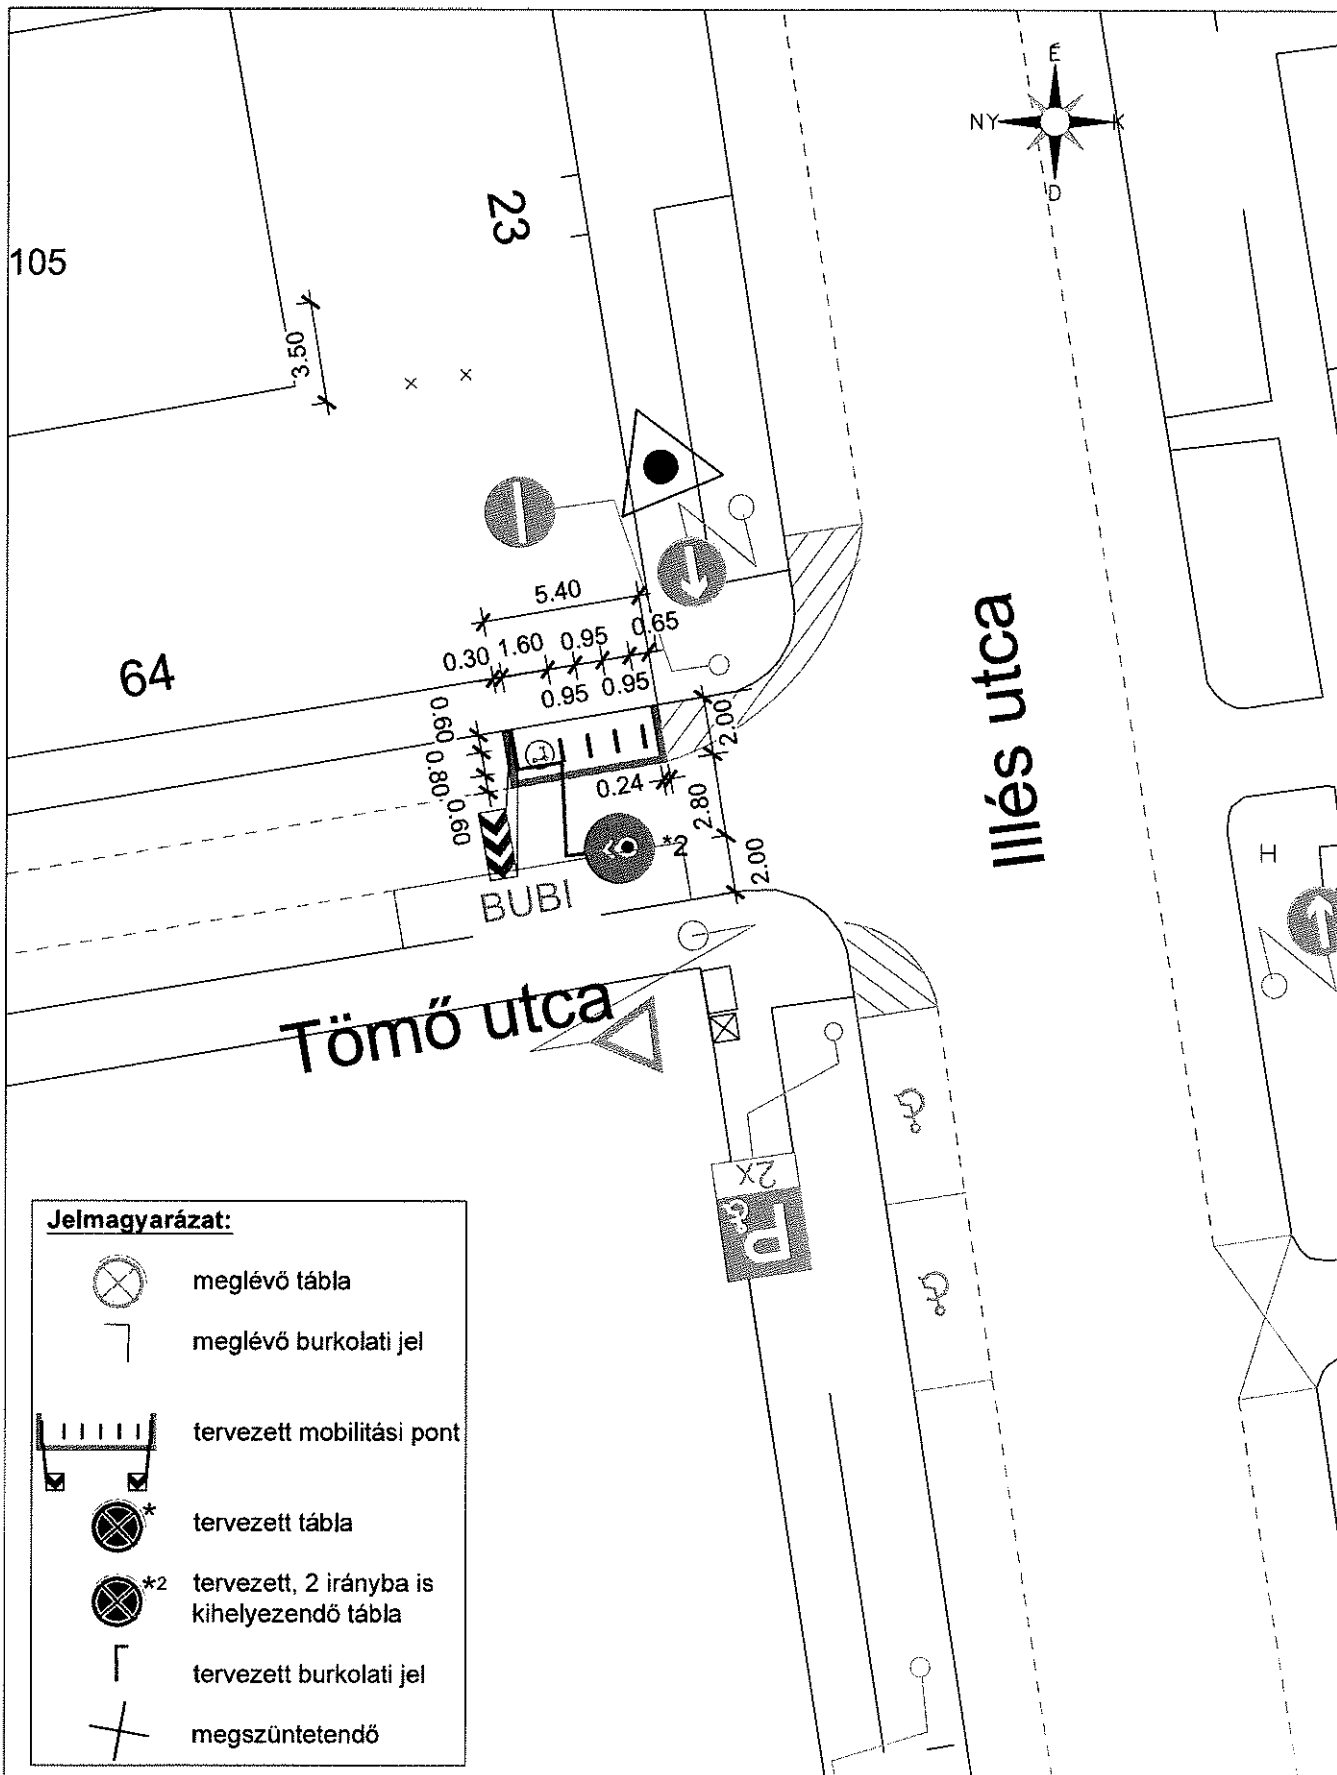 É
NY
K
D
23
105
3.50
5.40
0.65
0.95
1.60
0.30
64
0.95
0.95
0.60
0.80
0.60
2.00
0.24
2.80
*2
2.00
BUBI
Illés utca
H
Tömő utca
2X
P
Jelmagyarázat:
meglévő tábla
meglévő burkolati jel
tervezett mobilitási pont
* tervezett tábla
*2 tervezett, 2 irányba is
kihelyezendő tábla
tervezett burkolati jel
megszüntetendő